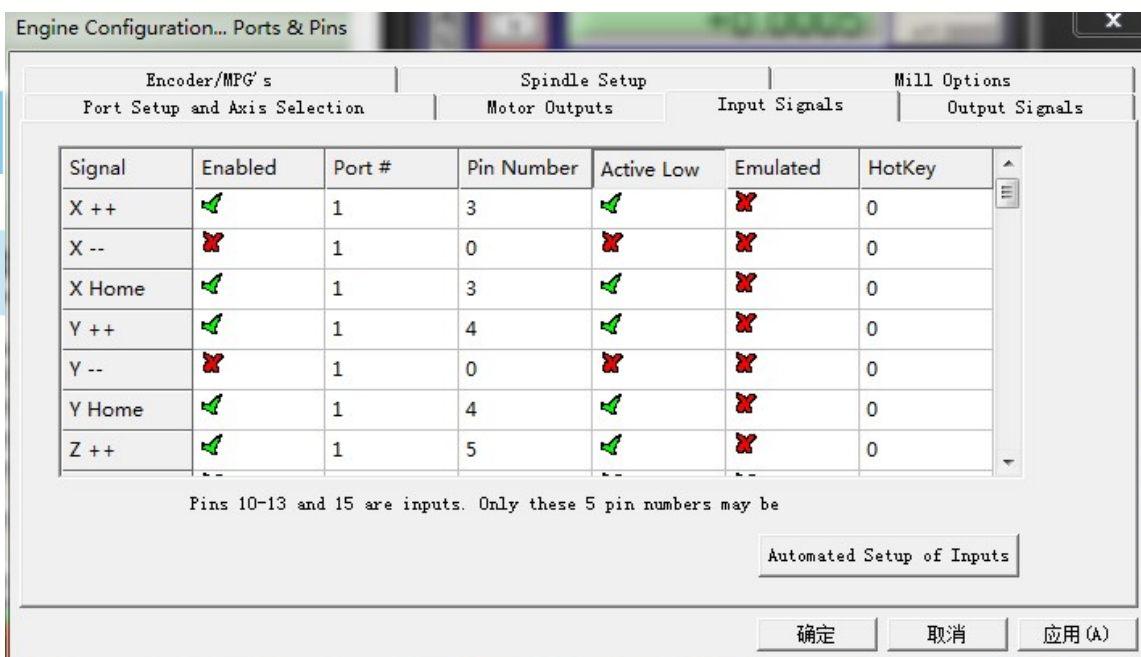 Engine Configuration... Ports & Pins
Encoder/MPG's Spindle Setup Mill Options
Port Setup and Axis Selection Motor Outputs Input Signals Output Signals
Signal Enabled Port # Pin Number Active Low Emulated HotKey
X ++ 1 3 0
X -- 1 0 0
X Home 1 3 0
Y ++ 1 4 0
Y -- 1 0 0
Y Home 1 4 0
Z ++ 1 5 0
Pins 10-13 and 15 are inputs. Only these 5 pin numbers may be
Automated Setup of Inputs
确定 取消 应用(A)